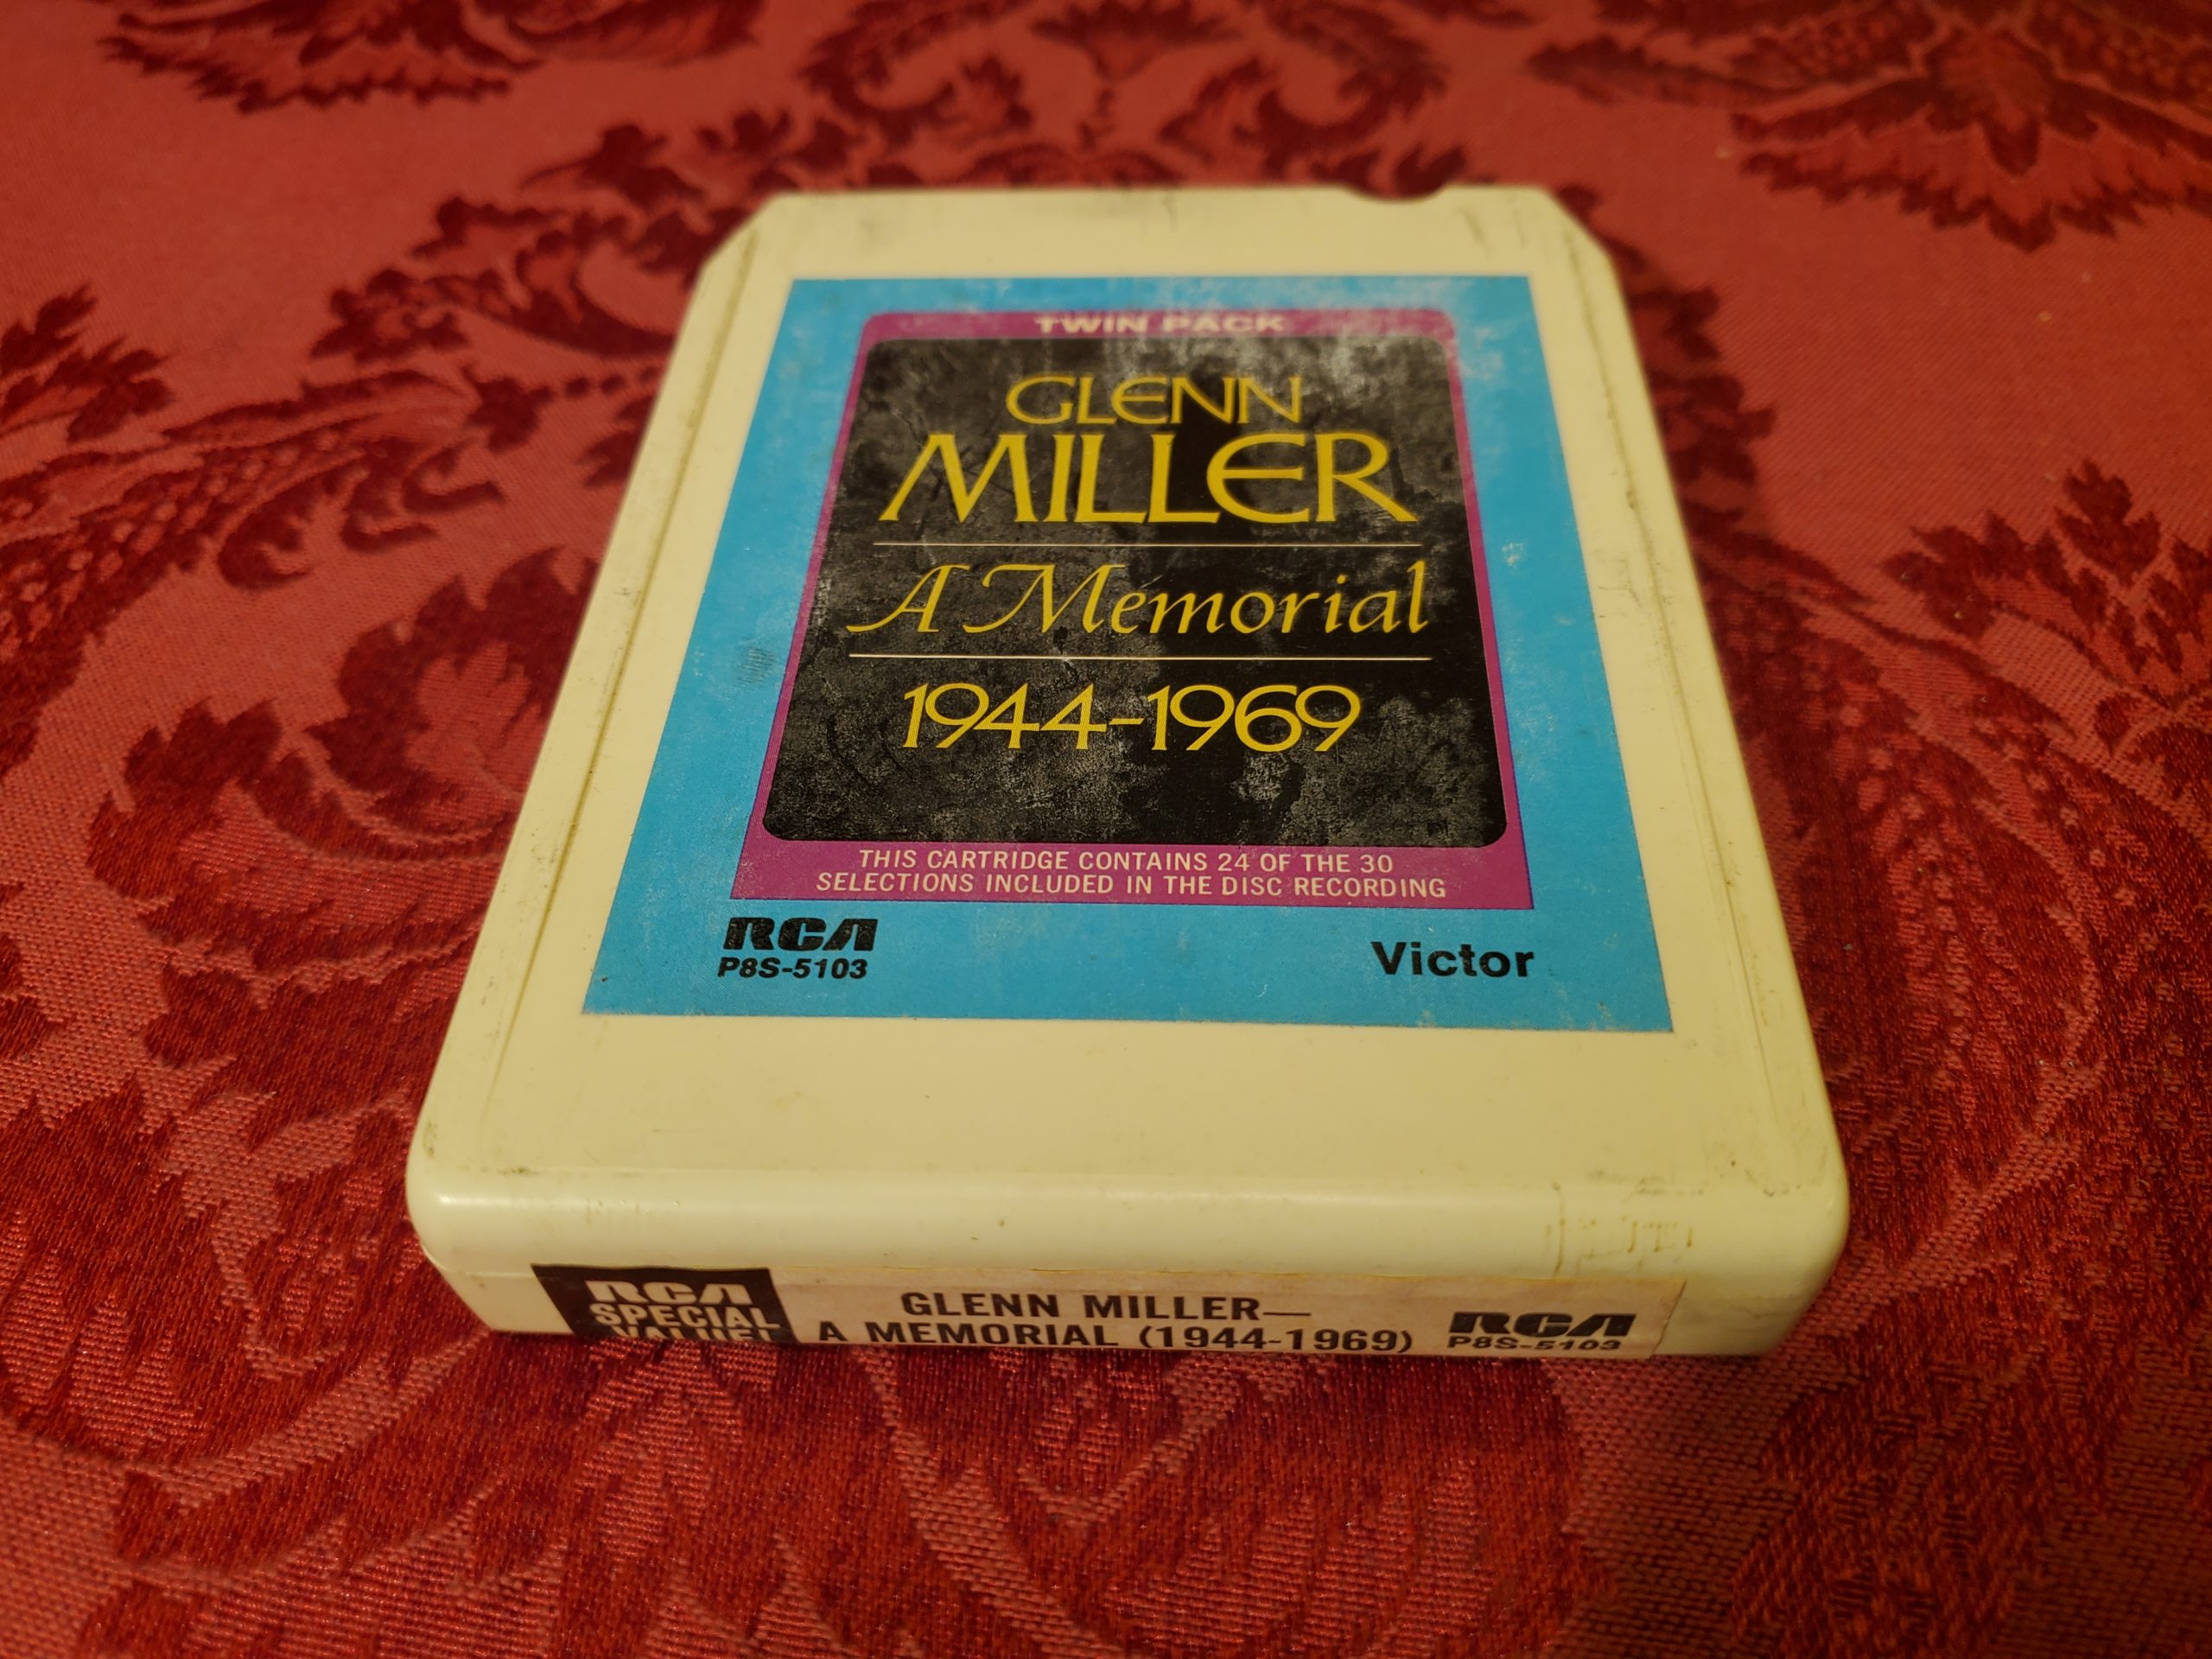 TWIN PACK
GLENN
MILLER
A Memorial
1944-1969
THIS CARTRIDGE CONTAINS 24 OF THE 30
SELECTIONS INCLUDED IN THE DISC RECORDING
RCA
P8S-5103
Victor
RCA
SPECIAL
VALUE!
GLENN MILLER—
A MEMORIAL (1944-1969)
RCA
P8S-5103